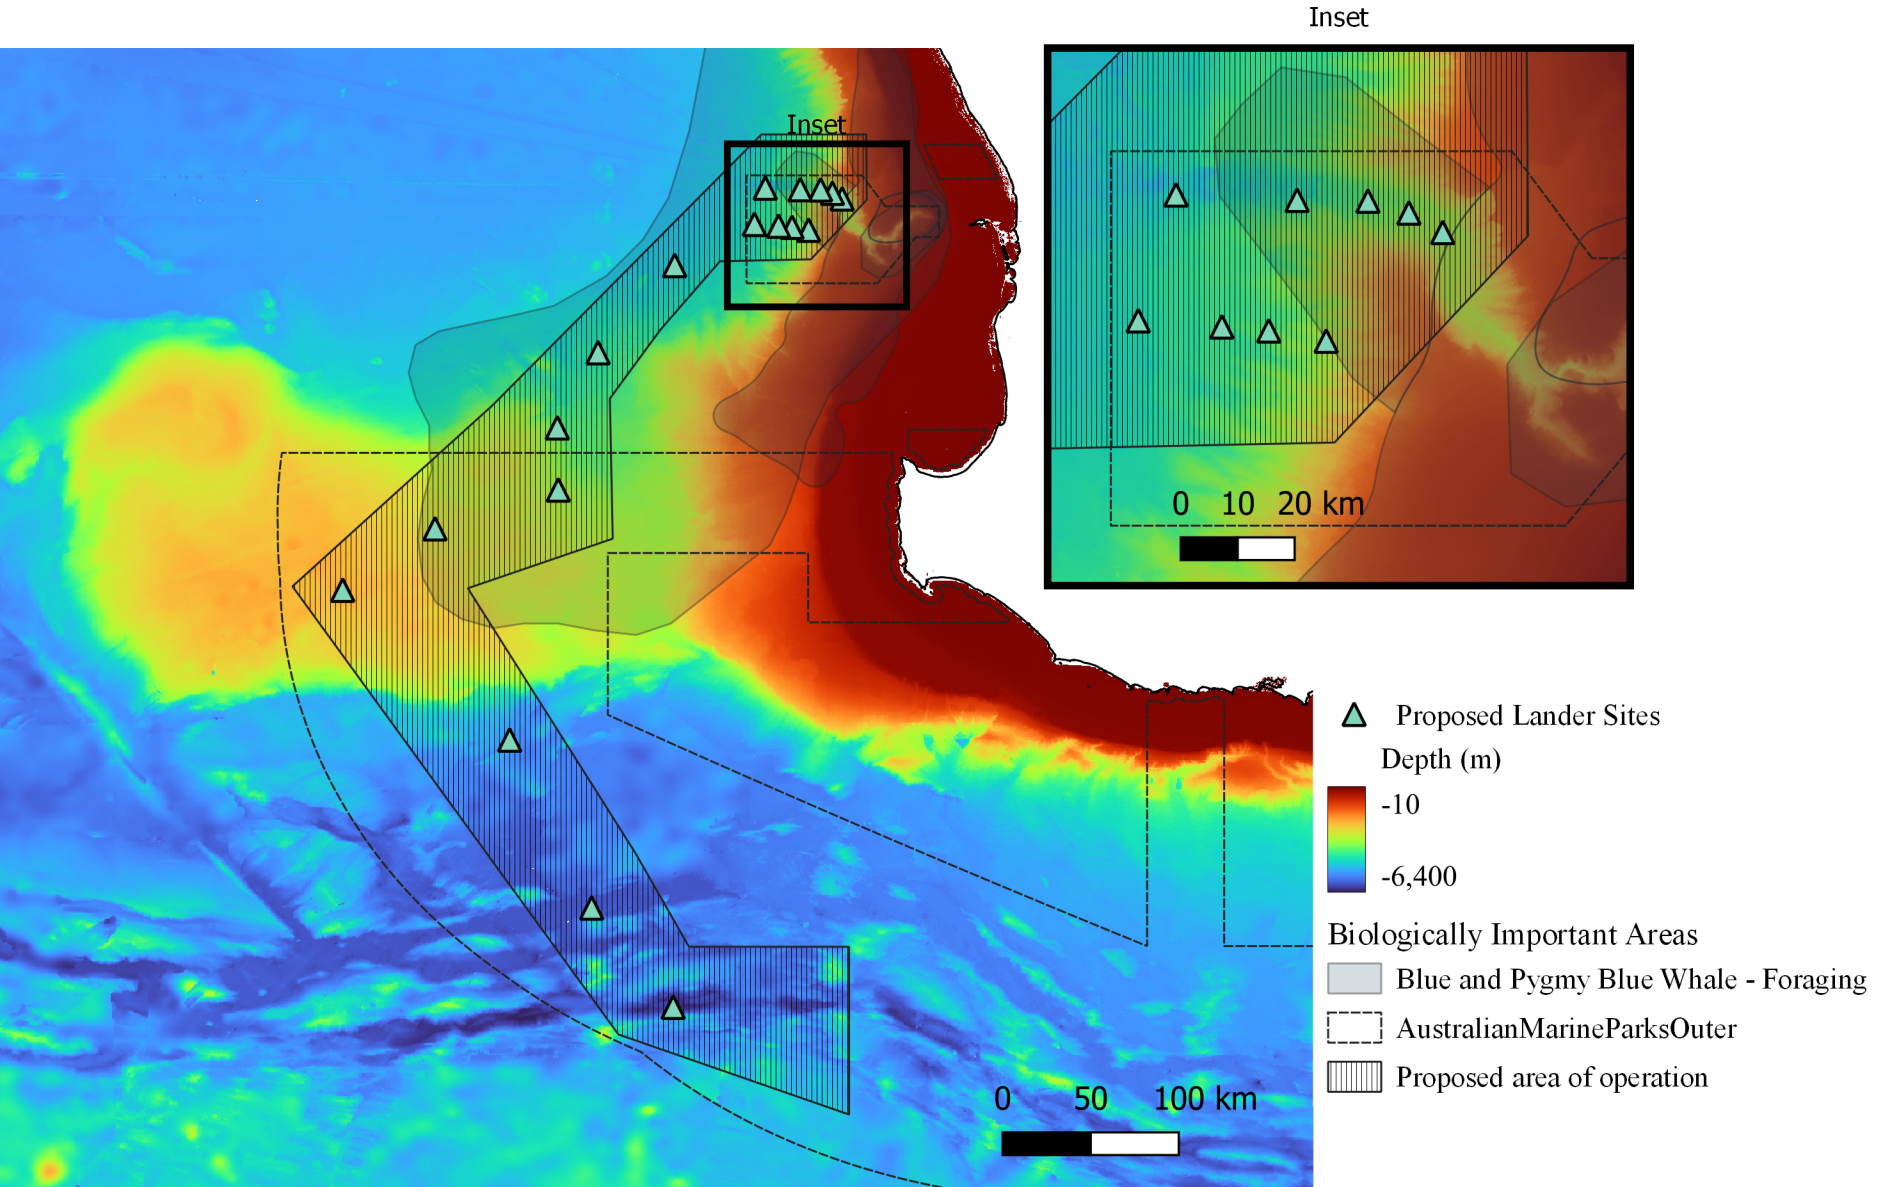 Inset
Inset
0 10 20 km
Proposed Lander Sites
Depth (m)
-10
-6,400
Biologically Important Areas
Blue and Pygmy Blue Whale - Foraging
AustralianMarineParksOuter
Proposed area of operation
0 50 100 km